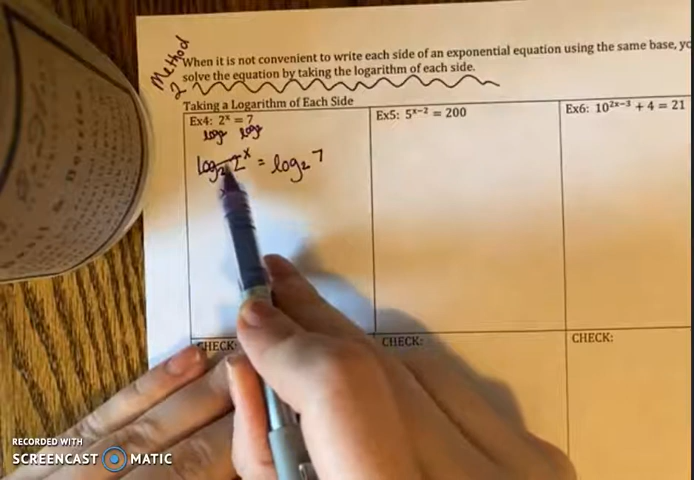 Method
2
When it is not convenient to write each side of an exponential equation using the same base, yo
solve the equation by taking the logarithm of each side.
Taking a Logarithm of Each Side
Ex4: 2ˣ = 7
log₂ log₂
log₂ 2ˣ = log₂ 7
Ex5: 5ˣ⁻² = 200
Ex6: 10²ˣ⁻³ + 4 = 21
CHECK:
CHECK:
CHECK:
RECORDED WITH
SCREENCAST MATIC